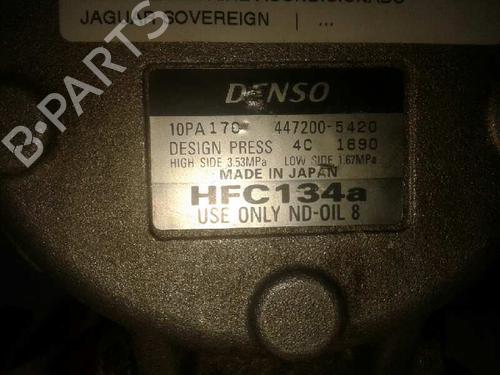 JAGUAR SOVEREIGN | ...
B-PARTS
DENSO
10PA17C 447200-5420
DESIGN PRESS 4C 1690
HIGH SIDE 3.53MPa LOW SIDE 1.67MPa
MADE IN JAPAN
HFC134a
USE ONLY ND-OIL 8